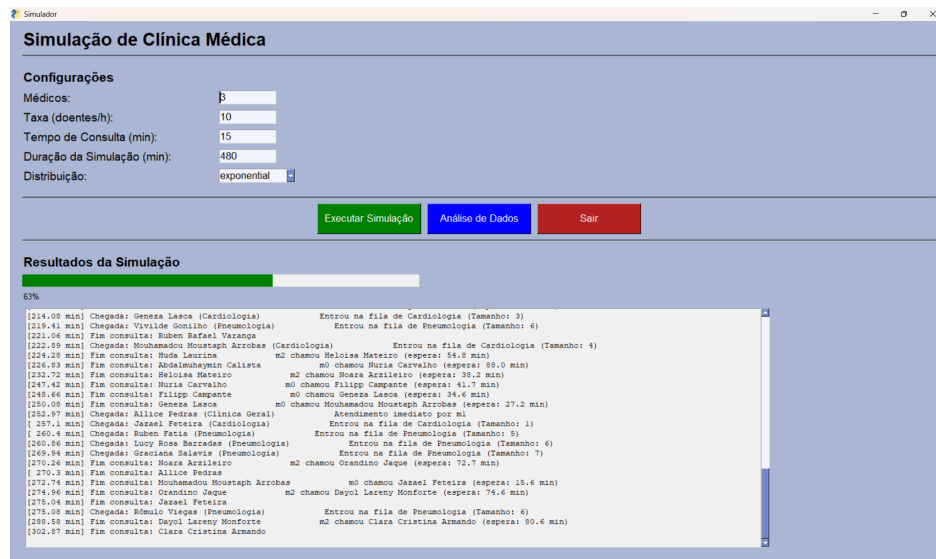 Simulador
Simulação de Clínica Médica
Configurações
Médicos: 3
Taxa (doentes/h): 10
Tempo de Consulta (min): 15
Duração da Simulação (min): 480
Distribuição: exponential
Executar Simulação Análise de Dados Sair
Resultados da Simulação
63%
[214.08 min] Chegada: Geneza Lasca (Cardiologia) Entrou na fila de Cardiologia (Tamanho: 3)
[219.41 min] Chegada: Vivilde Gonilho (Pneumologia) Entrou na fila de Pneumologia (Tamanho: 6)
[221.06 min] Fim consulta: Ruben Rafael Varanga
[222.89 min] Chegada: Mouhamadou Moustaph Arrobas (Cardiologia) Entrou na fila de Cardiologia (Tamanho: 4)
[224.28 min] Fim consulta: Huda Laurina m2 chamou Heloisa Mateiro (espera: 54.8 min)
[226.83 min] Fim consulta: Abdalmuhaymin Calista m0 chamou Nuria Carvalho (espera: 88.0 min)
[232.72 min] Fim consulta: Heloisa Mateiro m2 chamou Noara Arzileiro (espera: 38.2 min)
[247.42 min] Fim consulta: Nuria Carvalho m0 chamou Filipp Campante (espera: 41.7 min)
[248.66 min] Fim consulta: Filipp Campante m0 chamou Geneza Lasca (espera: 34.6 min)
[250.08 min] Fim consulta: Geneza Lasca m0 chamou Mouhamadou Moustaph Arrobas (espera: 27.2 min)
[252.97 min] Chegada: Allice Pedras (Clínica Geral) Atendimento imediato por m1
[ 257.1 min] Chegada: Jazael Feteira (Cardiologia) Entrou na fila de Cardiologia (Tamanho: 1)
[ 260.4 min] Chegada: Ruben Fatia (Pneumologia) Entrou na fila de Pneumologia (Tamanho: 5)
[260.86 min] Chegada: Lucy Rosa Barradas (Pneumologia) Entrou na fila de Pneumologia (Tamanho: 6)
[269.94 min] Chegada: Graciana Salavis (Pneumologia) Entrou na fila de Pneumologia (Tamanho: 7)
[270.26 min] Fim consulta: Noara Arzileiro m2 chamou Orandino Jaque (espera: 72.7 min)
[ 270.3 min] Fim consulta: Allice Pedras
[272.74 min] Fim consulta: Mouhamadou Moustaph Arrobas m0 chamou Jazael Feteira (espera: 15.6 min)
[274.96 min] Fim consulta: Orandino Jaque m2 chamou Dayol Lareny Monforte (espera: 74.6 min)
[275.04 min] Fim consulta: Jazael Feteira
[275.08 min] Chegada: Rômulo Viegas (Pneumologia) Entrou na fila de Pneumologia (Tamanho: 6)
[288.58 min] Fim consulta: Dayol Lareny Monforte m2 chamou Clara Cristina Armando (espera: 80.6 min)
[302.87 min] Fim consulta: Clara Cristina Armando